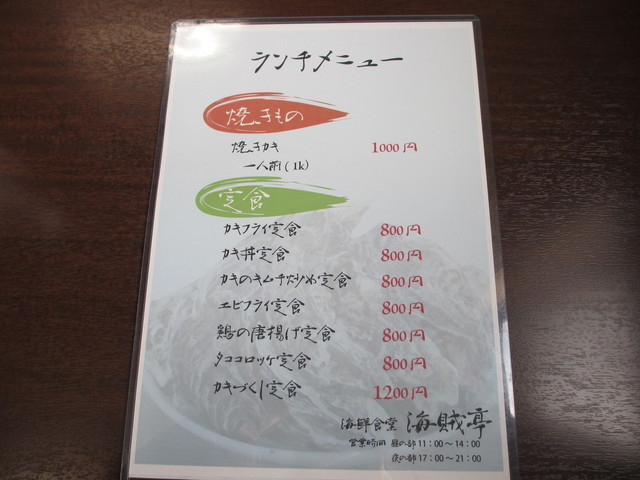 ランチメニュー
焼きもの
焼きカキ 1000円
一人前(1k)
定食
カキフライ定食 800円
カキ丼定食 800円
カキのキムチ炒め定食 800円
エビフライ定食 800円
鶏の唐揚げ定食 800円
タココロッケ定食 800円
カキづくし定食 1200円
海鮮食堂 海賊亭
営業時間 昼の部 11:00～14:00
夜の部 17:00～21:00